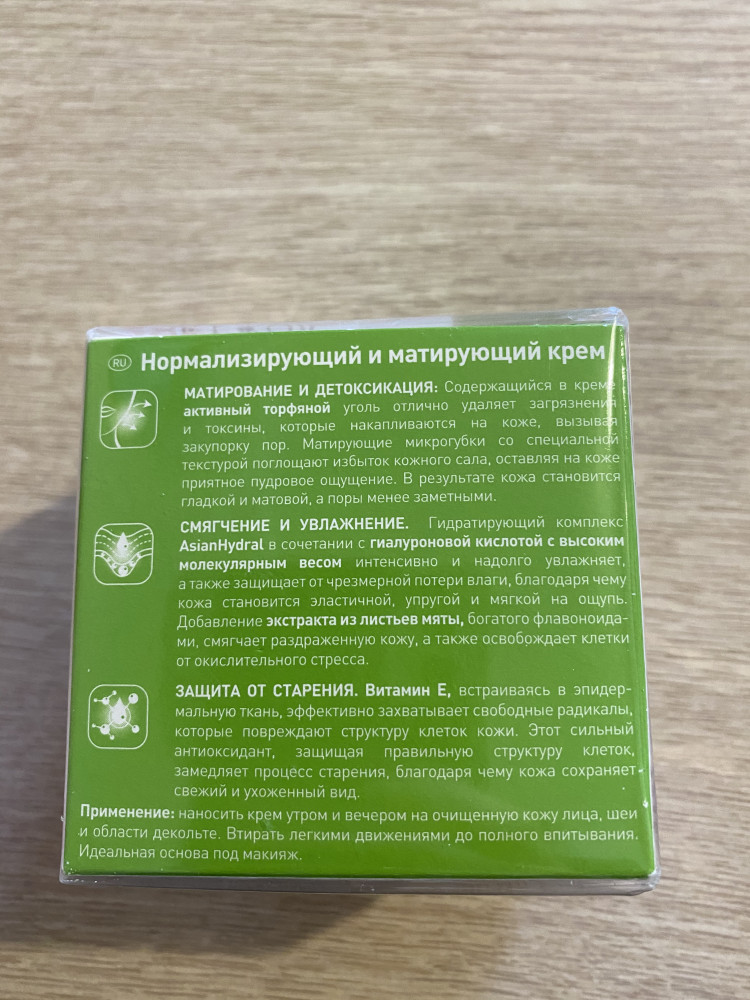 RU Нормализирующий и матирующий крем
МАТИРОВАНИЕ И ДЕТОКСИКАЦИЯ: Содержащийся в креме
активный торфяной уголь отлично удаляет загрязнения
и токсины, которые накапливаются на коже, вызывая
закупорку пор. Матирующие микрогубки со специальной
текстурой поглощают избыток кожного сала, оставляя на коже
приятное пудровое ощущение. В результате кожа становится
гладкой и матовой, а поры менее заметными.
СМЯГЧЕНИЕ И УВЛАЖНЕНИЕ. Гидратирующий комплекс
AsianHydral в сочетании с гиалуроновой кислотой с высоким
молекулярным весом интенсивно и надолго увлажняет,
а также защищает от чрезмерной потери влаги, благодаря чему
кожа становится эластичной, упругой и мягкой на ощупь.
Добавление экстракта из листьев мяты, богатого флавоноида-
ми, смягчает раздраженную кожу, а также освобождает клетки
от окислительного стресса.
ЗАЩИТА ОТ СТАРЕНИЯ. Витамин Е, встраиваясь в эпидер-
мальную ткань, эффективно захватывает свободные радикалы,
которые повреждают структуру клеток кожи. Этот сильный
антиоксидант, защищая правильную структуру клеток,
замедляет процесс старения, благодаря чему кожа сохраняет
свежий и ухоженный вид.
Применение: наносить крем утром и вечером на очищенную кожу лица, шеи
и области декольте. Втирать легкими движениями до полного впитывания.
Идеальная основа под макияж.